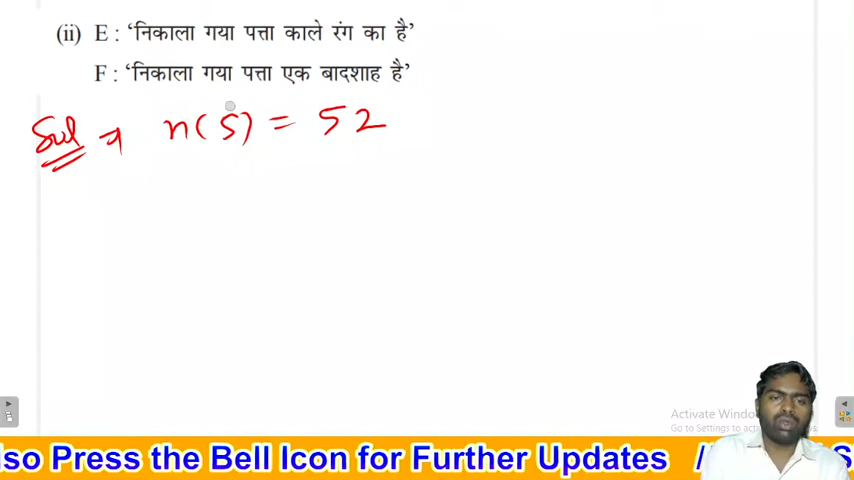 (ii) E : ‘निकाला गया पत्ता काले रंग का है’
F : ‘निकाला गया पत्ता एक बादशाह है’
Sol → n(S) = 52
Activate Windo
Go to Settings to activ
lso Press the Bell Icon for Further Updates // S